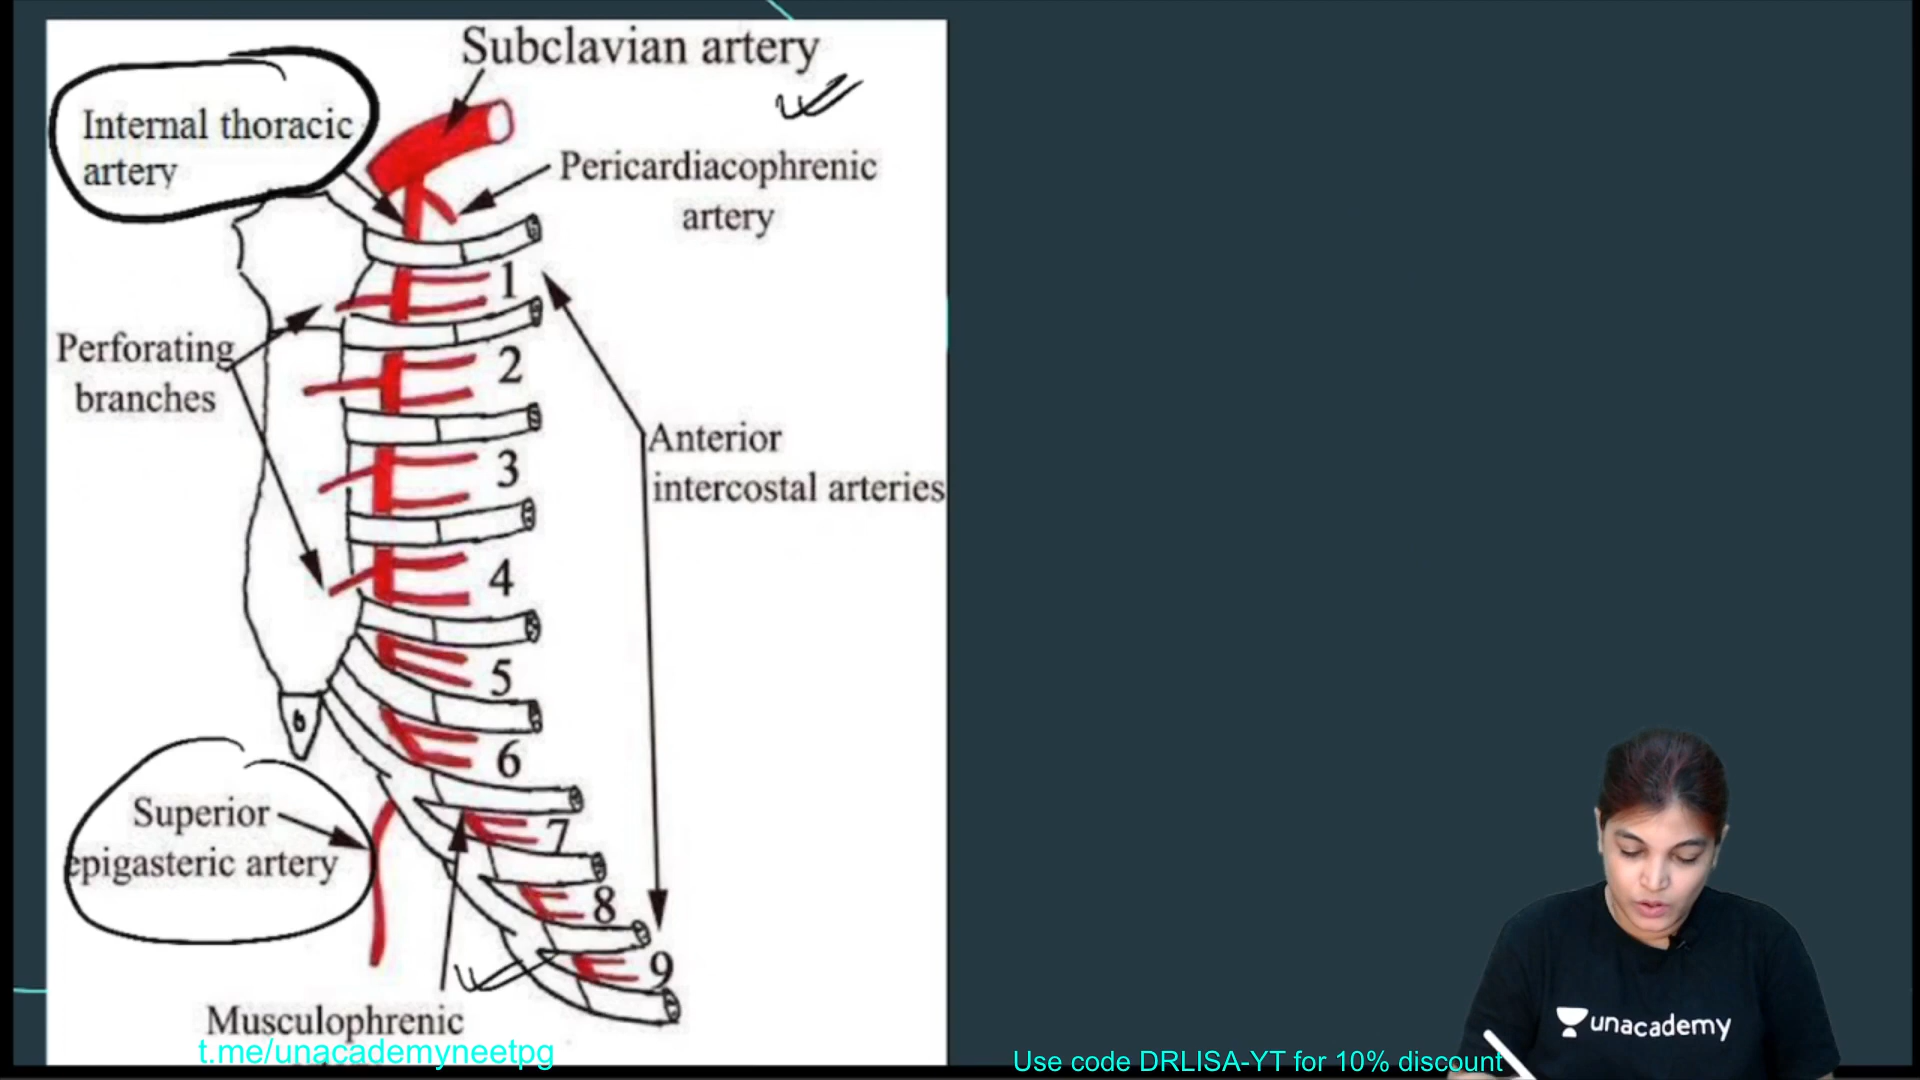 Subclavian artery
Internal thoracic
artery
Pericardiacophrenic
artery
1
Perforating
branches
2
Anterior
intercostal arteries
3
4
5
6
Superior
epigasteric artery
7
8
9
Musculophrenic
t.me/unacademyneetpg
unacademy
Use code DRLISA-YT for 10% discount